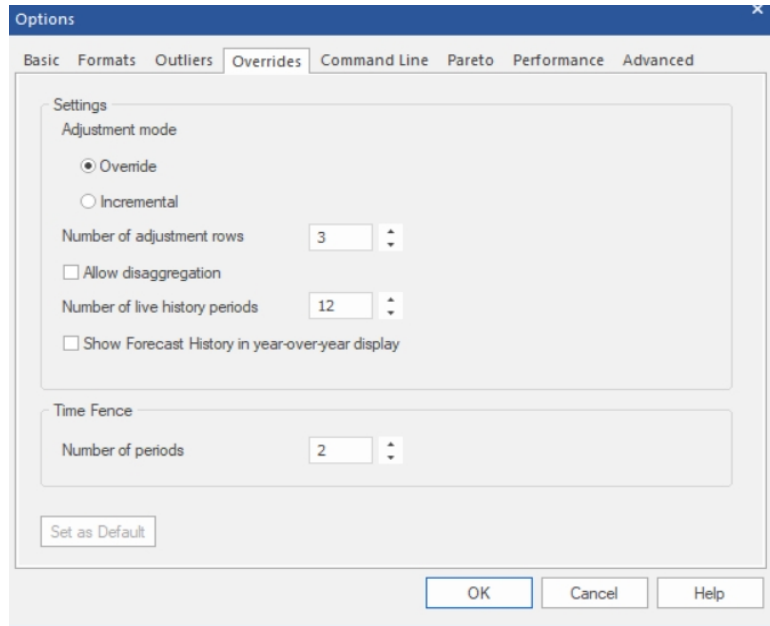 Options
Basic Formats Outliers Overrides Command Line Pareto Performance Advanced
Settings
Adjustment mode
Override
Incremental
Number of adjustment rows 3
Allow disaggregation
Number of live history periods 12
Show Forecast History in year-over-year display
Time Fence
Number of periods 2
Set as Default
OK Cancel Help